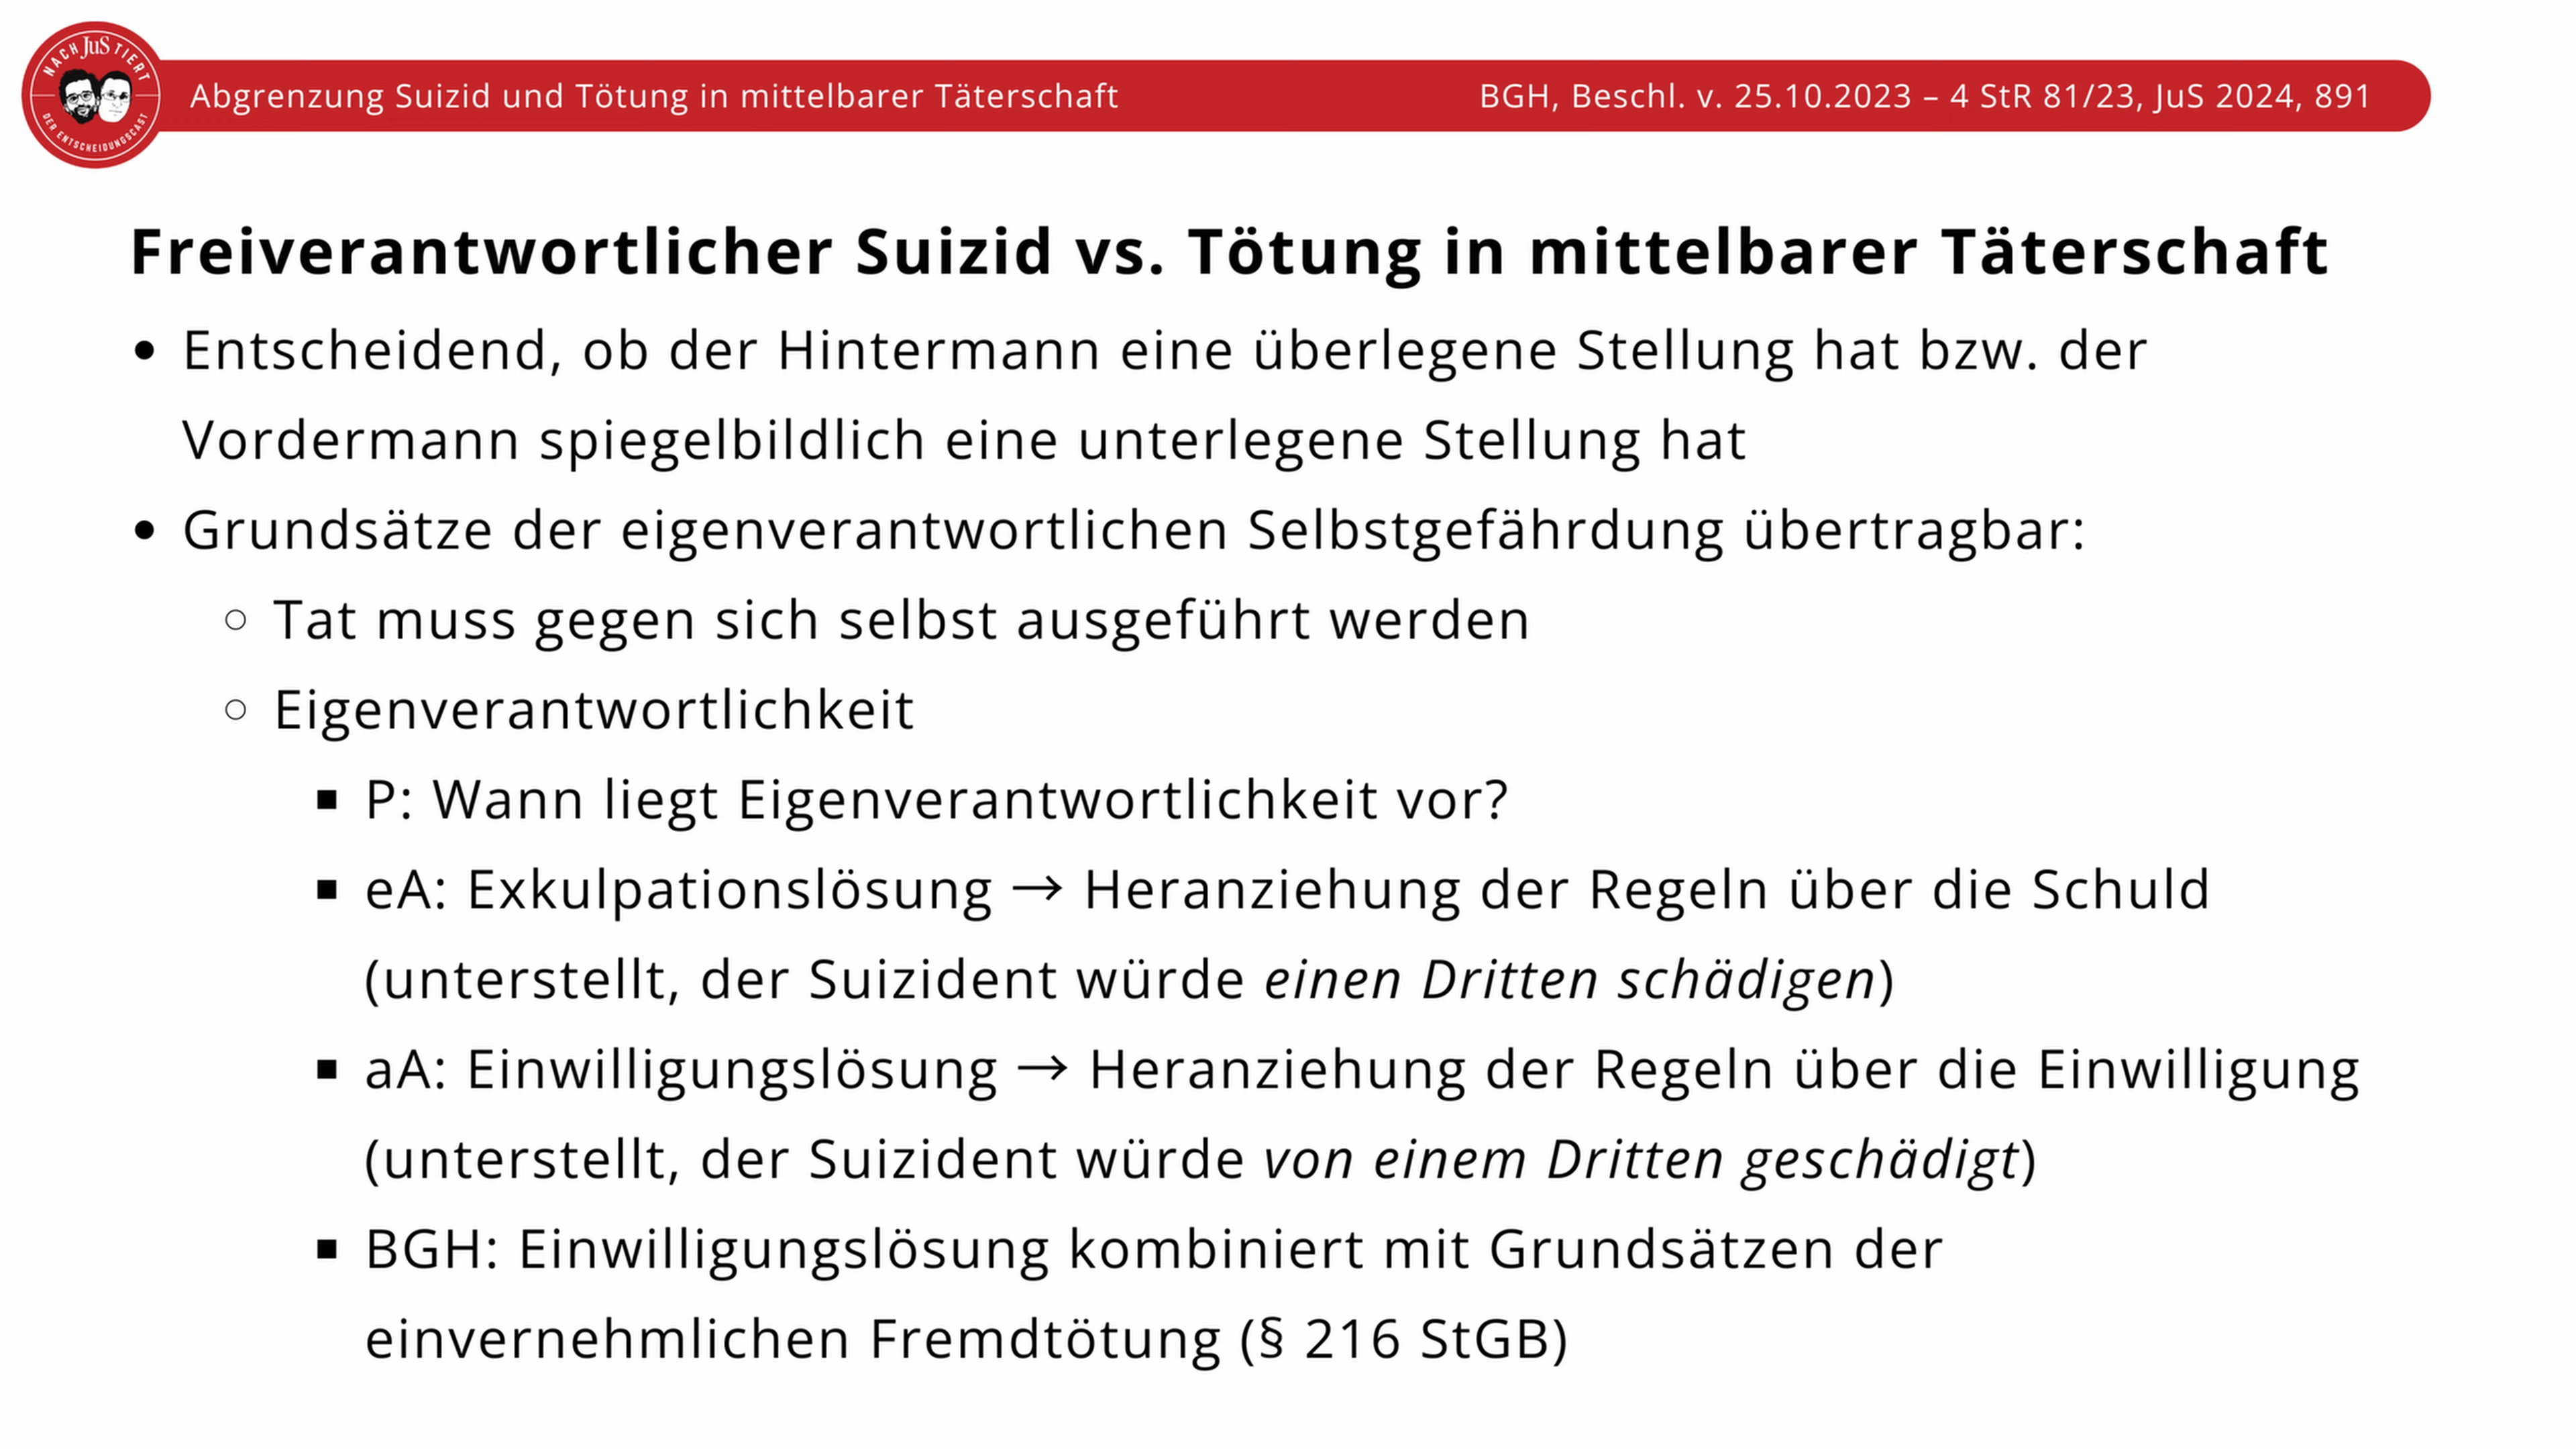 NACH JuS TIERT
DER ENTSCHEIDUNGSCAST
Abgrenzung Suizid und Tötung in mittelbarer Täterschaft
BGH, Beschl. v. 25.10.2023 – 4 StR 81/23, JuS 2024, 891
Freiverantwortlicher Suizid vs. Tötung in mittelbarer Täterschaft
• Entscheidend, ob der Hintermann eine überlegene Stellung hat bzw. der
Vordermann spiegelbildlich eine unterlegene Stellung hat
• Grundsätze der eigenverantwortlichen Selbstgefährdung übertragbar:
○ Tat muss gegen sich selbst ausgeführt werden
○ Eigenverantwortlichkeit
▪ P: Wann liegt Eigenverantwortlichkeit vor?
▪ eA: Exkulpationslösung → Heranziehung der Regeln über die Schuld
(unterstellt, der Suizident würde einen Dritten schädigen)
▪ aA: Einwilligungslösung → Heranziehung der Regeln über die Einwilligung
(unterstellt, der Suizident würde von einem Dritten geschädigt)
▪ BGH: Einwilligungslösung kombiniert mit Grundsätzen der
einvernehmlichen Fremdtötung (§ 216 StGB)